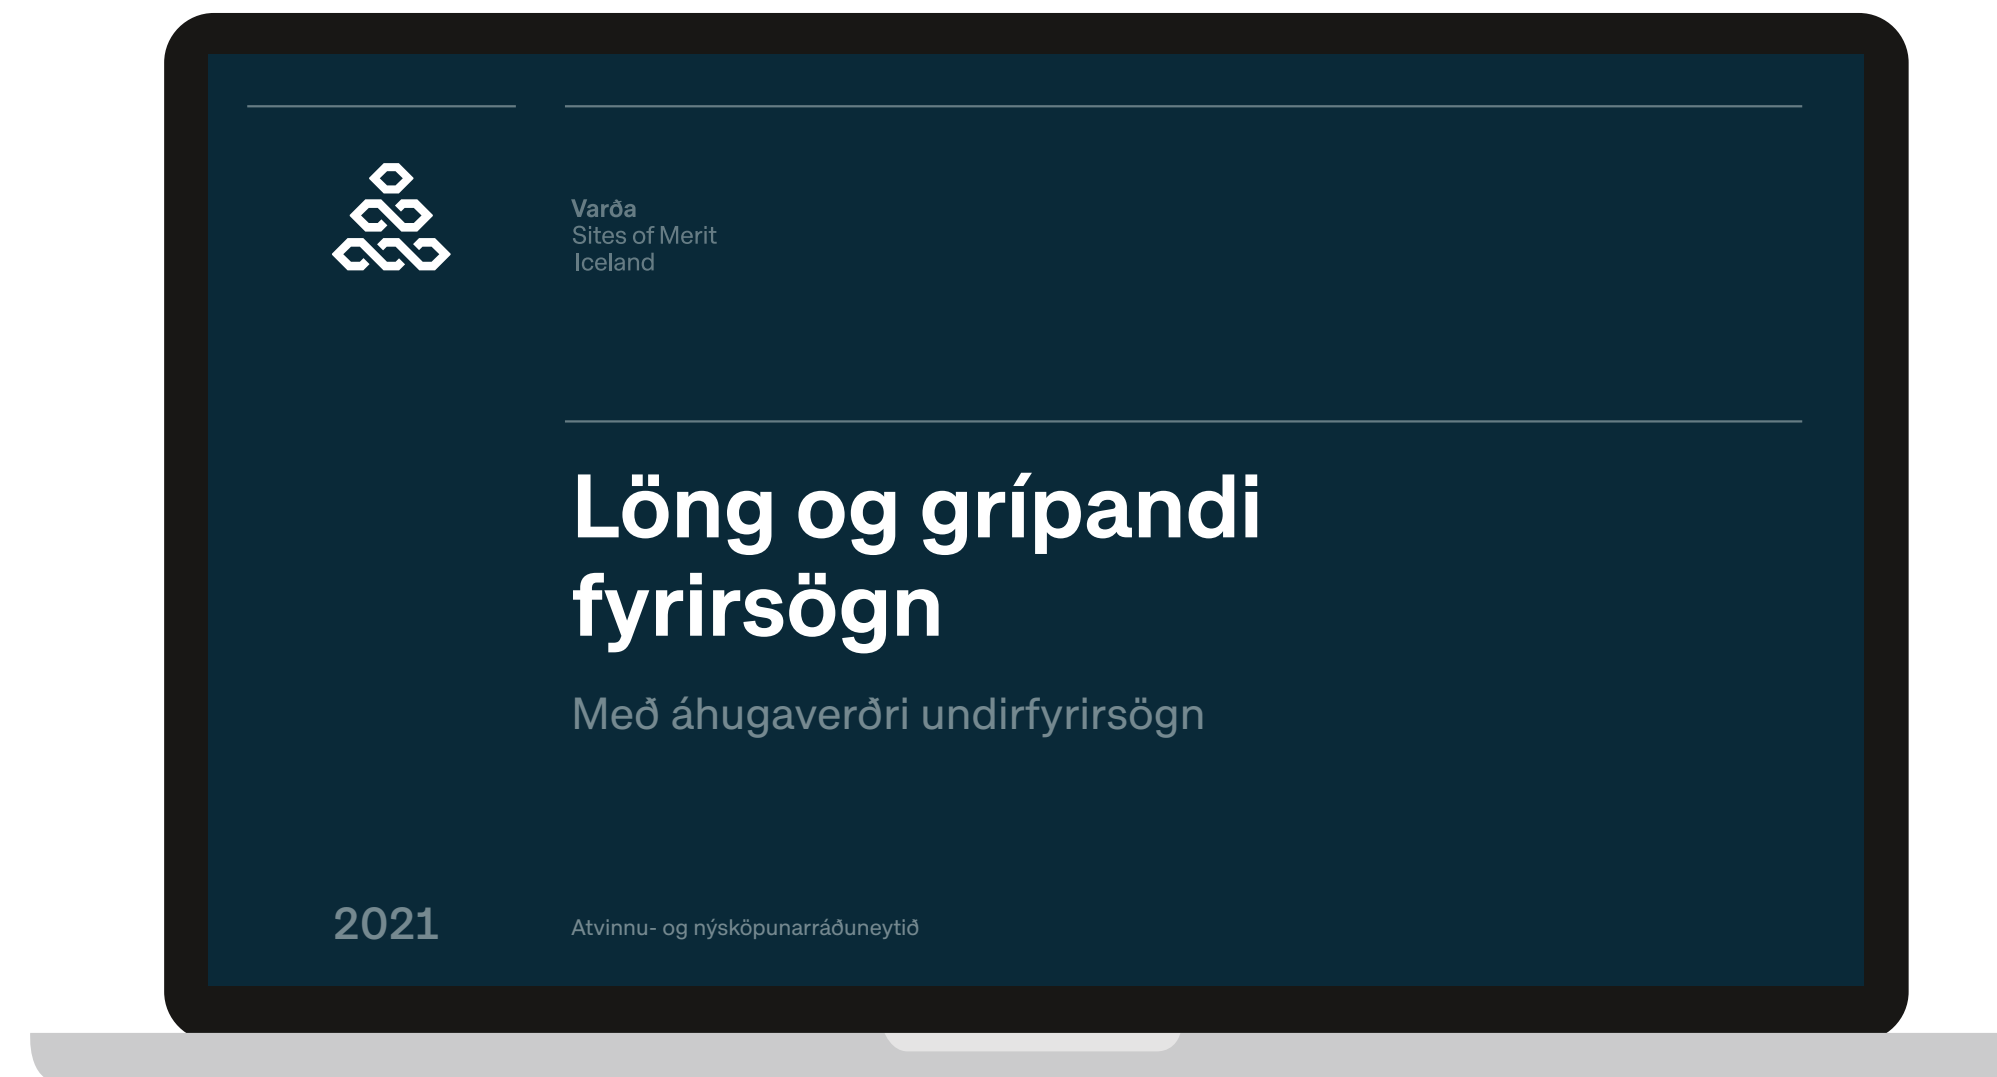 Varða
Sites of Merit
Iceland
Löng og grípandi
fyrirsögn
Með áhugaverðri undirfyrirsögn
2021
Atvinnu- og nýsköpunarráðuneytið